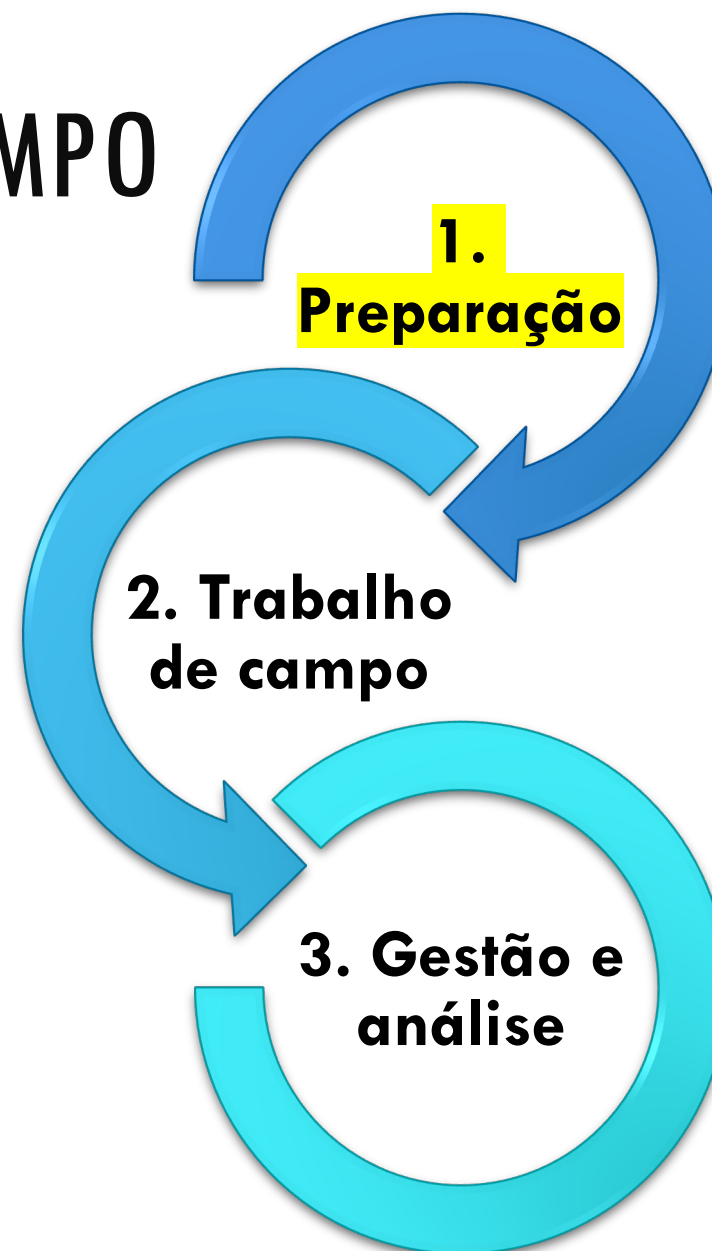 MPO
1.
Preparação
2. Trabalho
de campo
3. Gestão e
análise